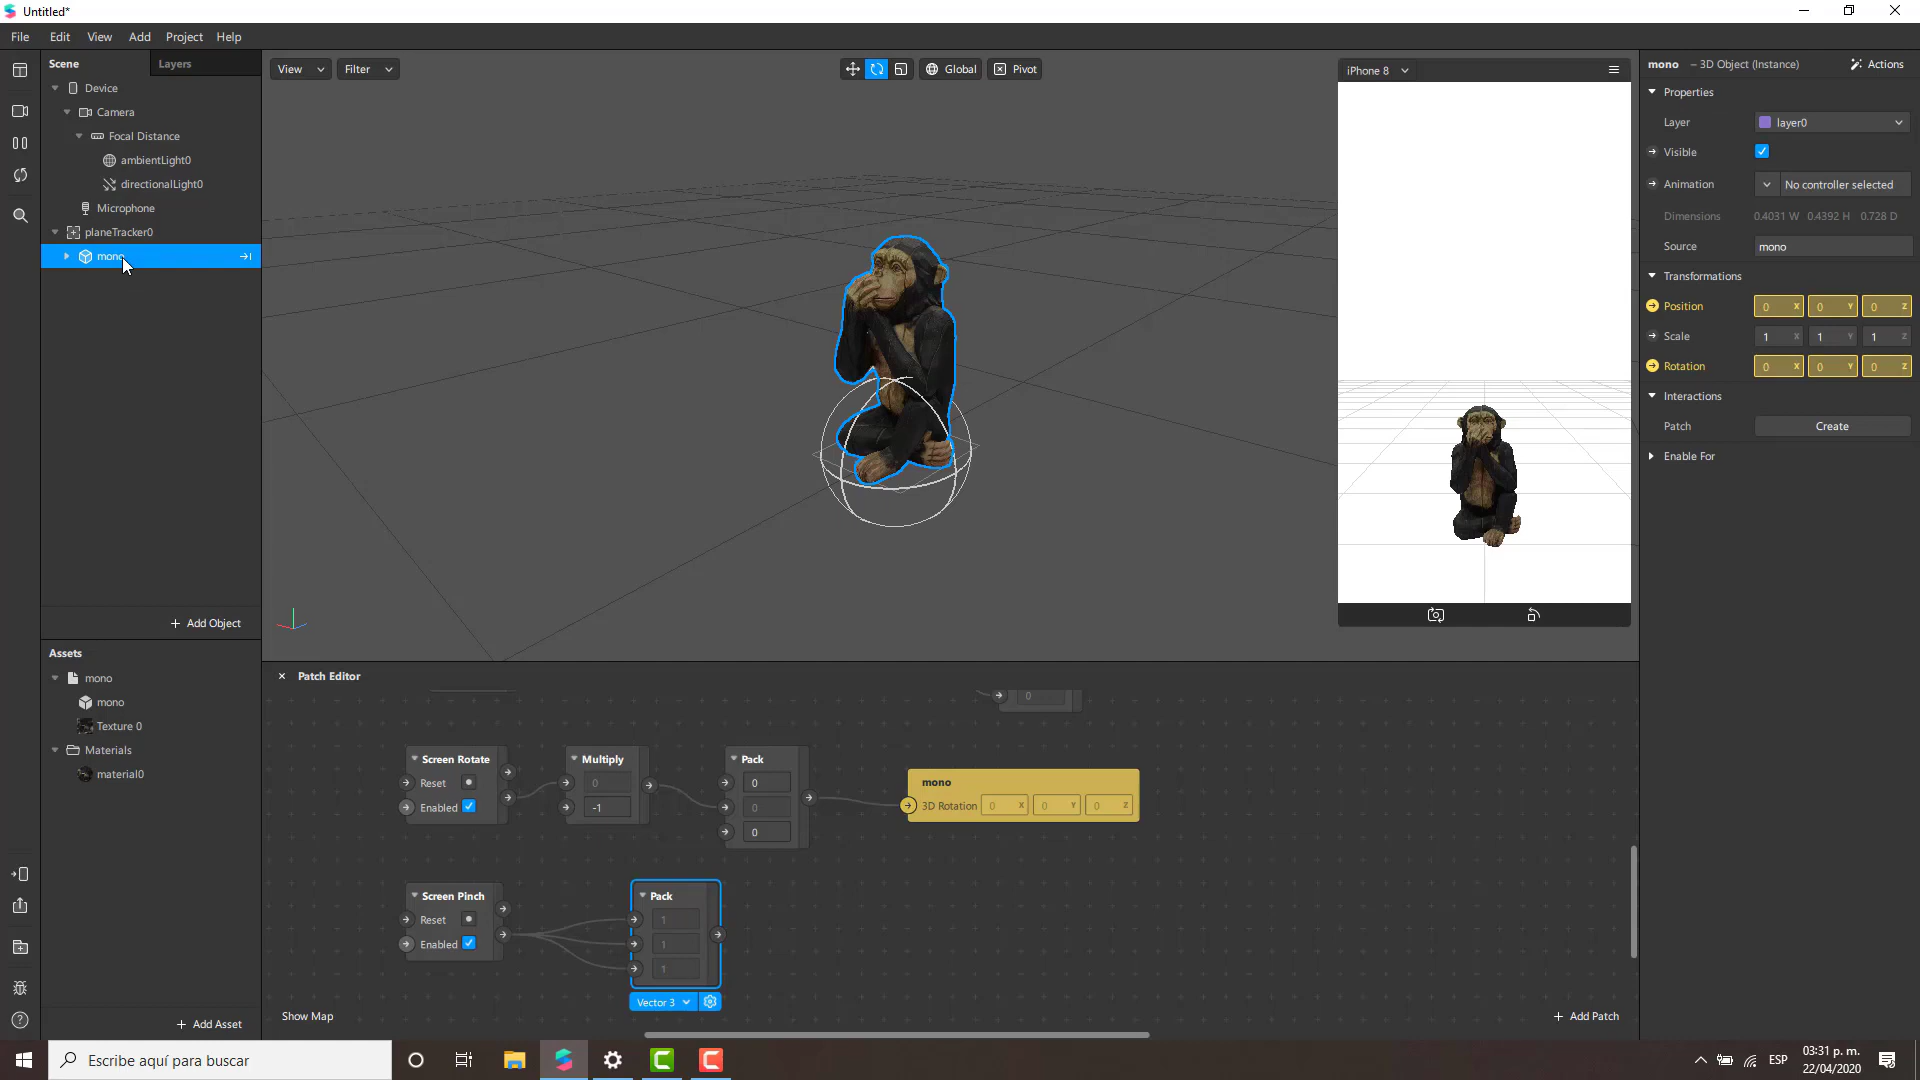 Untitled*
File Edit View Add Project Help
Scene Layers
Device
Camera
Focal Distance
ambientLight0
directionalLight0
Microphone
planeTracker0
mono
+ Add Object
Assets
mono
mono
Texture 0
Materials
material0
+ Add Asset
View Filter
Global Pivot
iPhone 8
mono – 3D Object (Instance) Actions
Properties
Layer layer0
Visible
Animation No controller selected
Dimensions 0.4031 W 0.4392 H 0.728 D
Source mono
Transformations
Position 0 X 0 Y 0 Z
Scale 1 X 1 Y 1 Z
Rotation 0 X 0 Y 0 Z
Interactions
Patch Create
Enable For
× Patch Editor
0
Screen Rotate
Reset
Enabled
Multiply
0
-1
Pack
0
0
0
mono
3D Rotation 0 X 0 Y 0 Z
Screen Pinch
Reset
Enabled
Pack
1
1
1
Vector 3
Show Map
+ Add Patch
Escribe aquí para buscar
ESP
03:31 p. m.
22/04/2020